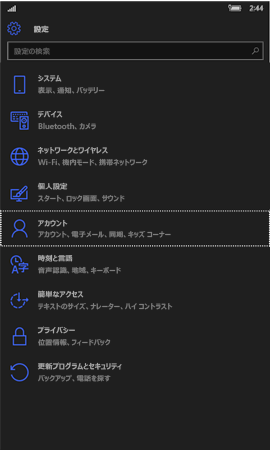 2:44
設定
設定の検索
システム
表示、通知、バッテリー
デバイス
Bluetooth、カメラ
ネットワークとワイヤレス
Wi-Fi、機内モード、携帯ネットワーク
個人設定
スタート、ロック画面、サウンド
アカウント
アカウント、電子メール、同期、キッズ コーナー
時刻と言語
音声認識、地域、キーボード
簡単なアクセス
テキストのサイズ、ナレーター、ハイ コントラスト
プライバシー
位置情報、フィードバック
更新プログラムとセキュリティ
バックアップ、電話を探す